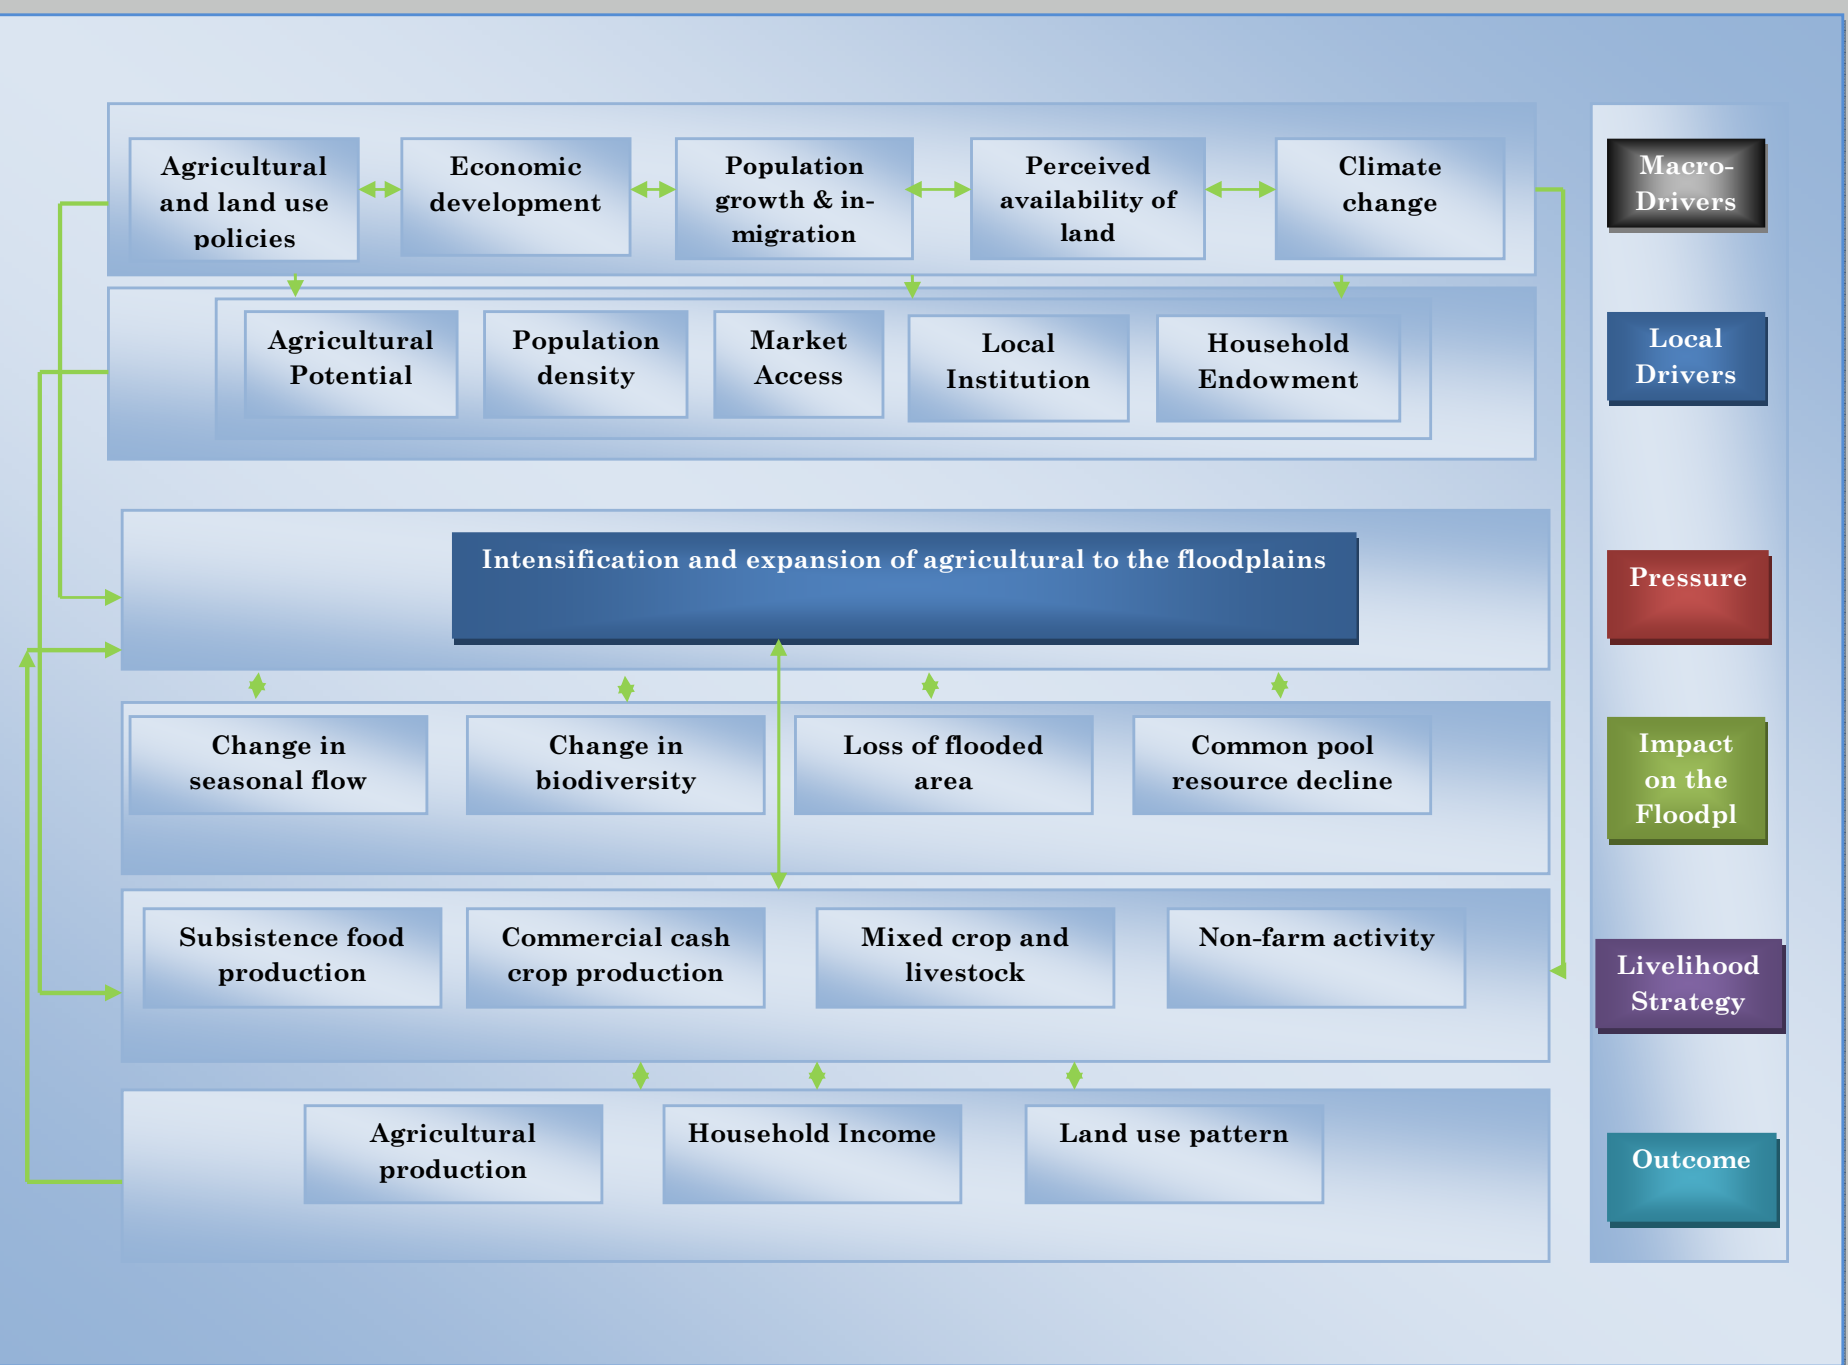 Agricultural
and land use
policies
Economic
development
Population
growth & in-
migration
Perceived
availability of
land
Climate
change
Macro-
Drivers
Agricultural
Potential
Population
density
Market
Access
Local
Institution
Household
Endowment
Local
Drivers
Intensification and expansion of agricultural to the floodplains
Pressure
Change in
seasonal flow
Change in
biodiversity
Loss of flooded
area
Common pool
resource decline
Impact
on the
Floodpl
Subsistence food
production
Commercial cash
crop production
Mixed crop and
livestock
Non-farm activity
Livelihood
Strategy
Agricultural
production
Household Income
Land use pattern
Outcome